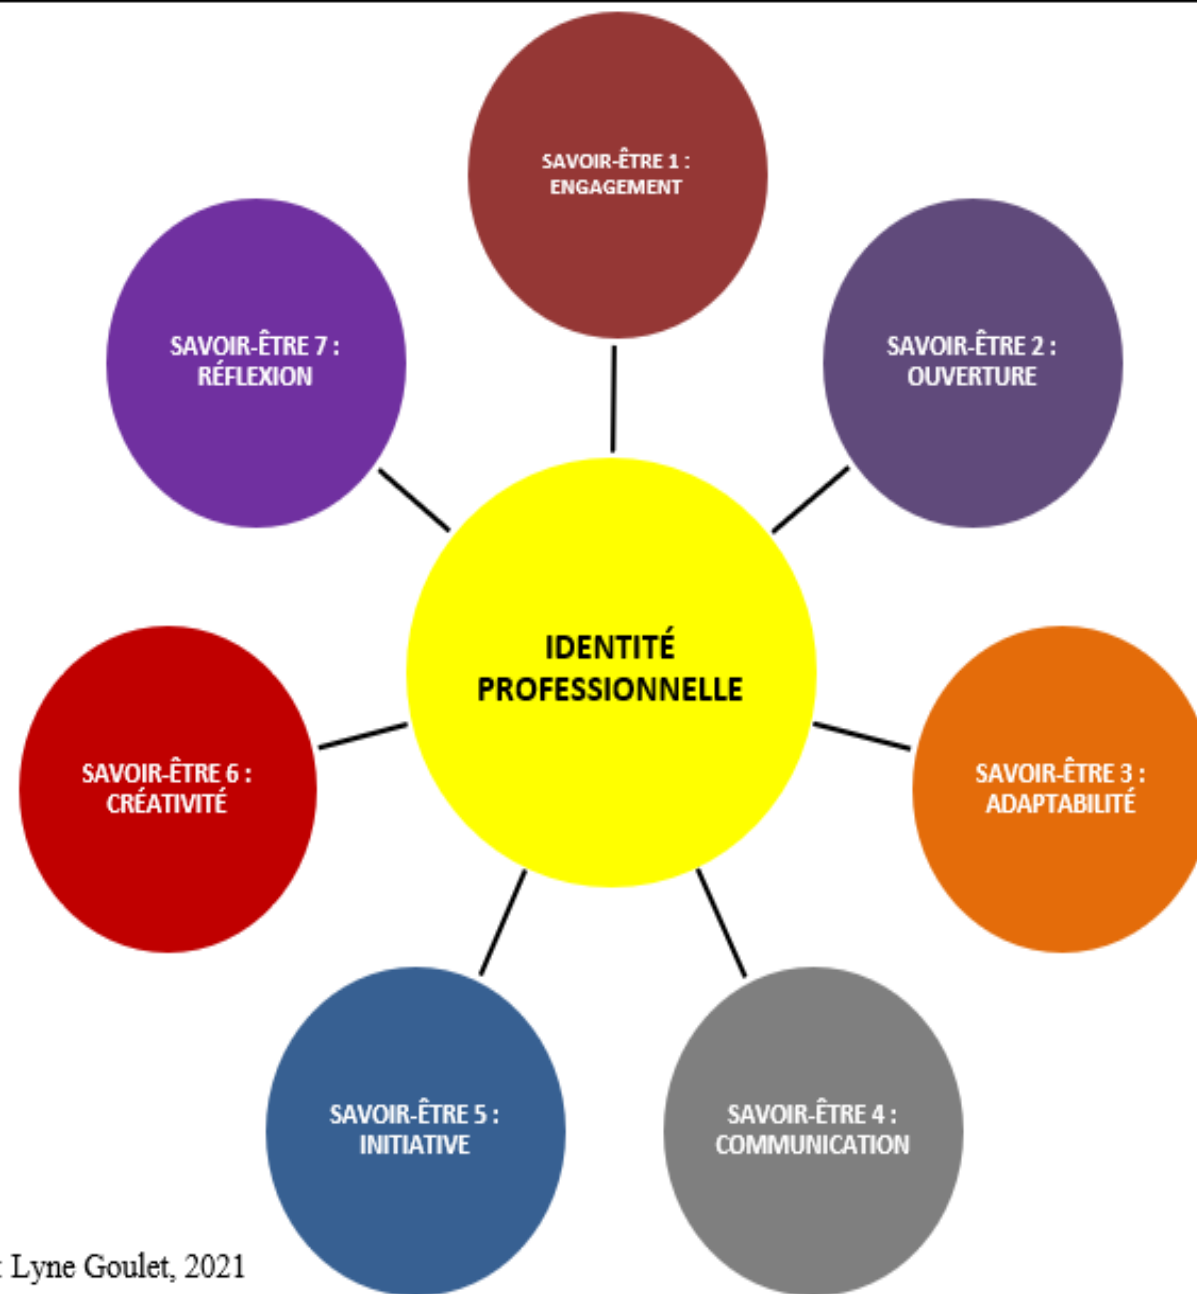 SAVOIR-ÊTRE 1 :
ENGAGEMENT
SAVOIR-ÊTRE 2 :
OUVERTURE
SAVOIR-ÊTRE 3 :
ADAPTABILITÉ
SAVOIR-ÊTRE 4 :
COMMUNICATION
SAVOIR-ÊTRE 5 :
INITIATIVE
SAVOIR-ÊTRE 6 :
CRÉATIVITÉ
SAVOIR-ÊTRE 7 :
RÉFLEXION
IDENTITÉ
PROFESSIONNELLE
: Lyne Goulet, 2021